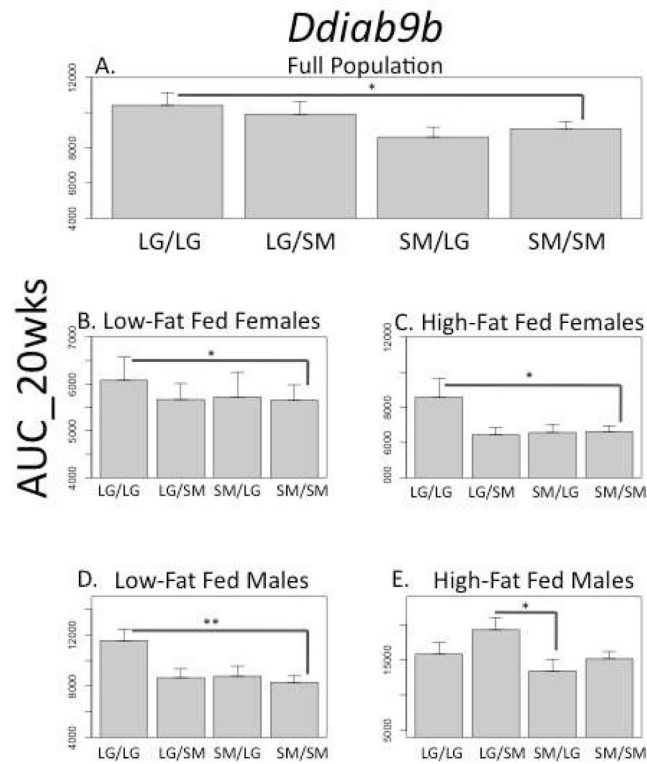 Ddiab9b
A. Full Population
12000
*
10000
8000
6000
4000
LG/LG LG/SM SM/LG SM/SM
AUC_20wks
B. Low-Fat Fed Females
7000
*
6000
5000
4000
LG/LG LG/SM SM/LG SM/SM
C. High-Fat Fed Females
12000
*
8000
6000
000
LG/LG LG/SM SM/LG SM/SM
D. Low-Fat Fed Males
12000
**
8000
6000
4000
LG/LG LG/SM SM/LG SM/SM
E. High-Fat Fed Males
*
15000
5000
LG/LG LG/SM SM/LG SM/SM